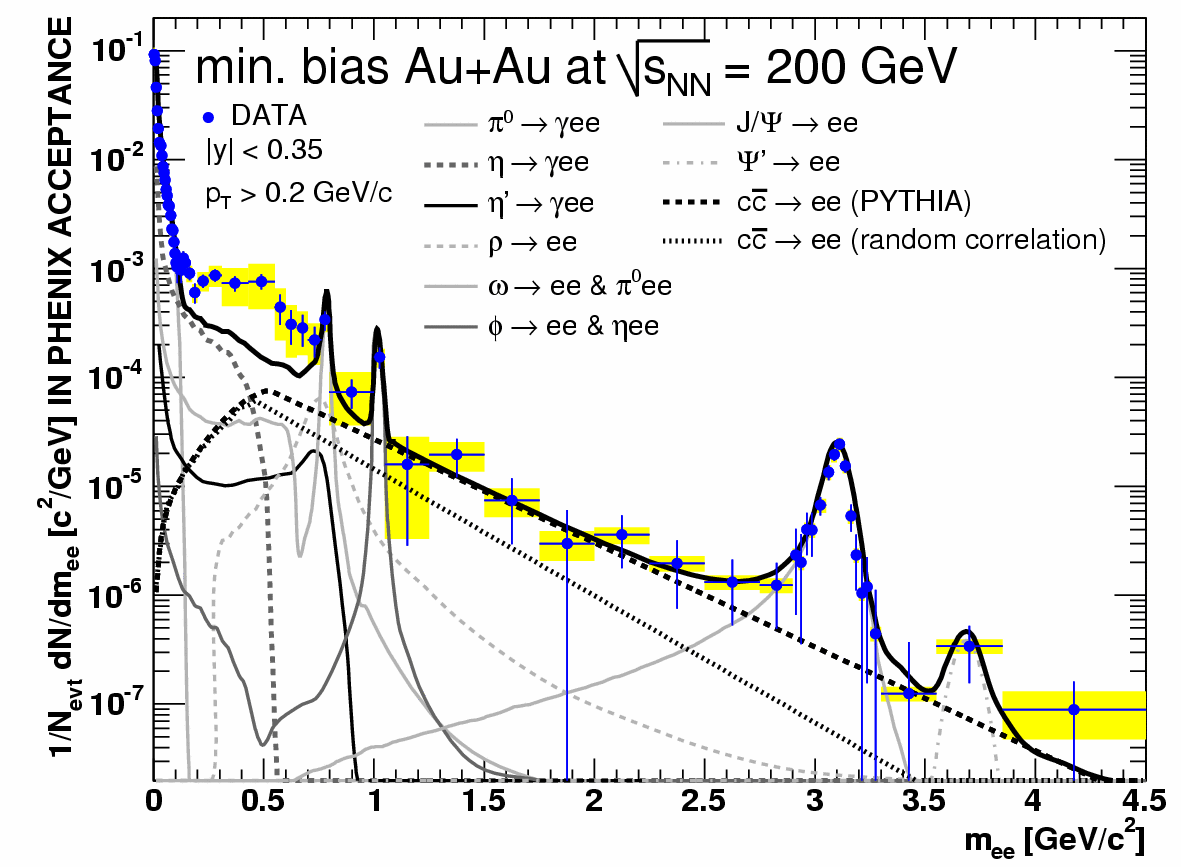 min. bias Au+Au at √sNN = 200 GeV
DATA
|y| < 0.35
pT > 0.2 GeV/c
π0 → γee
η → γee
η' → γee
ρ → ee
ω → ee & π0ee
ϕ → ee & ηee
J/Ψ → ee
Ψ' → ee
cc̅ → ee (PYTHIA)
cc̅ → ee (random correlation)
1/Nevt dN/dmee [c2/GeV] IN PHENIX ACCEPTANCE
10-1
10-2
10-3
10-4
10-5
10-6
10-7
0 0.5 1 1.5 2 2.5 3 3.5 4 4.5
mee [GeV/c2]